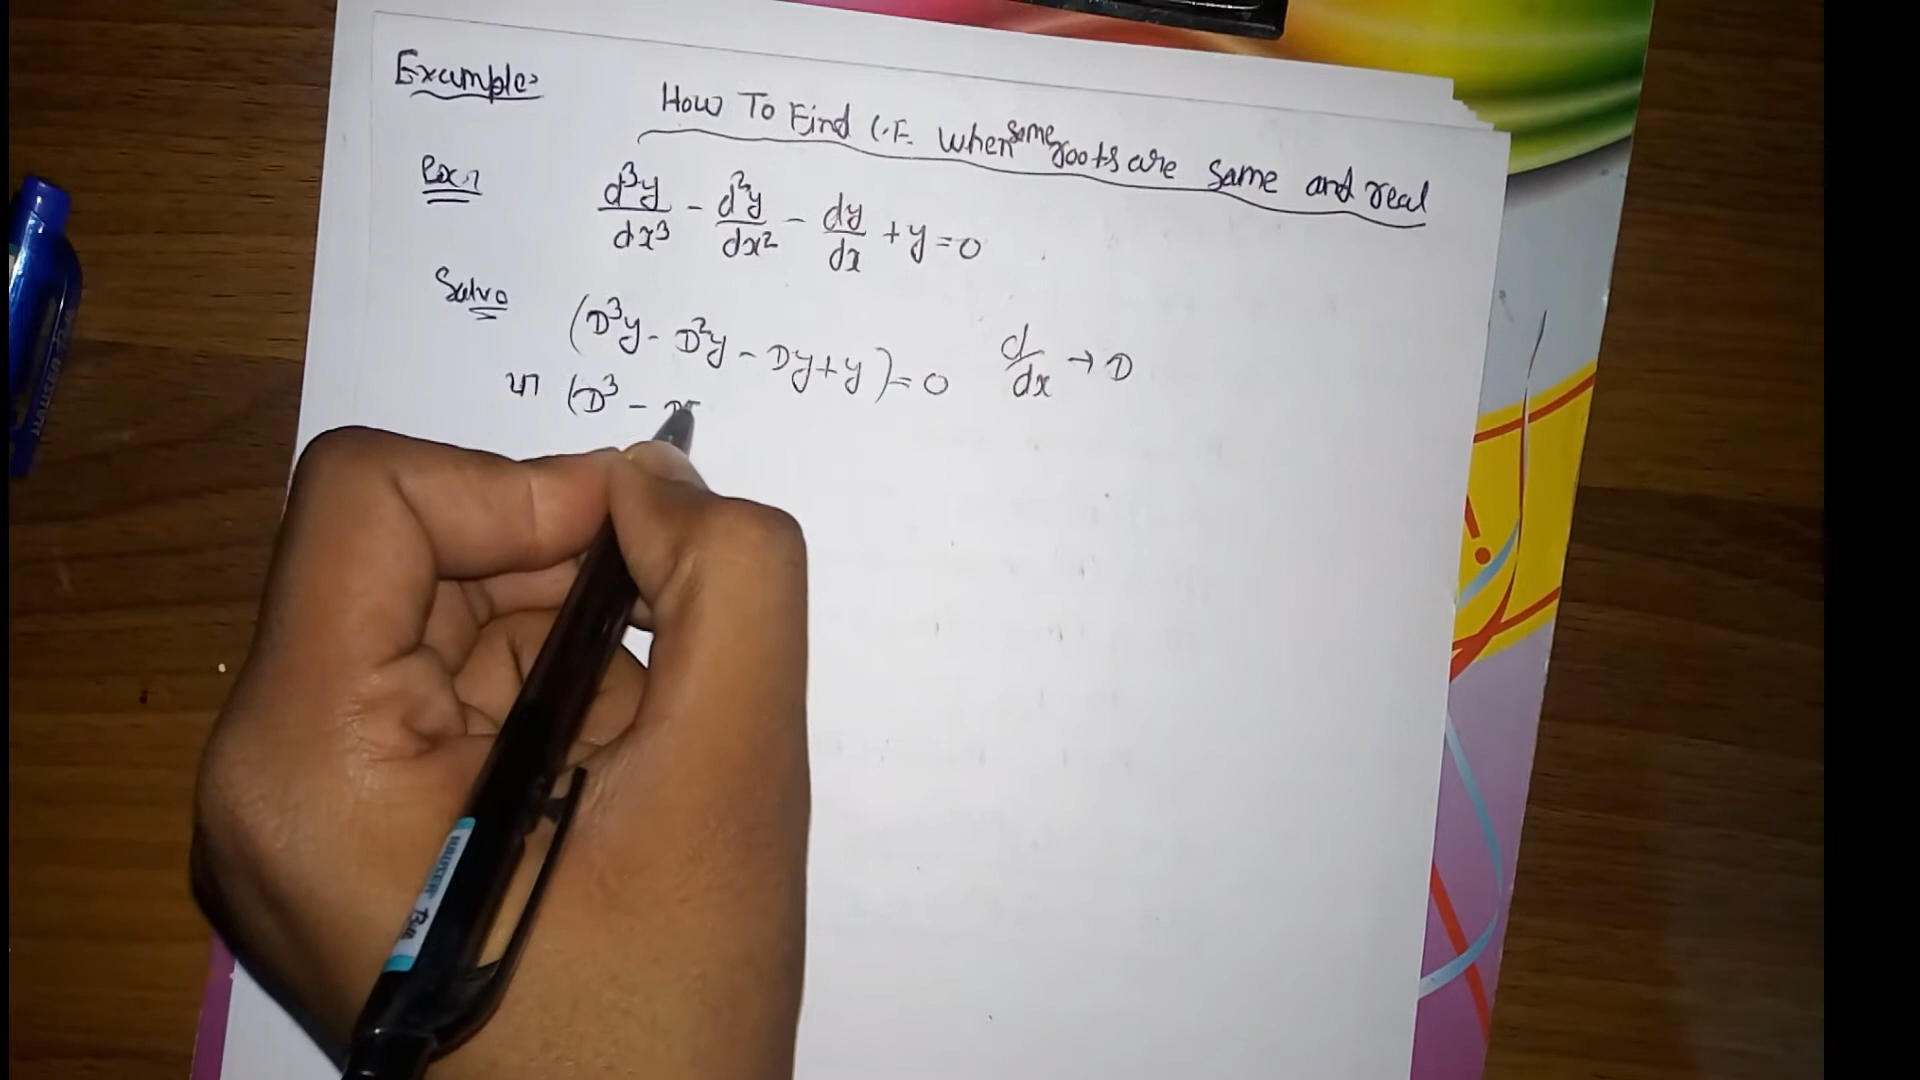 Example:
How To Find C.F. when some roots are same and real
Ex.1
d³y/dx³ - d²y/dx² - dy/dx + y = 0
Solve
(D³y - D²y - Dy + y) = 0    d/dx → D
या (D³ -